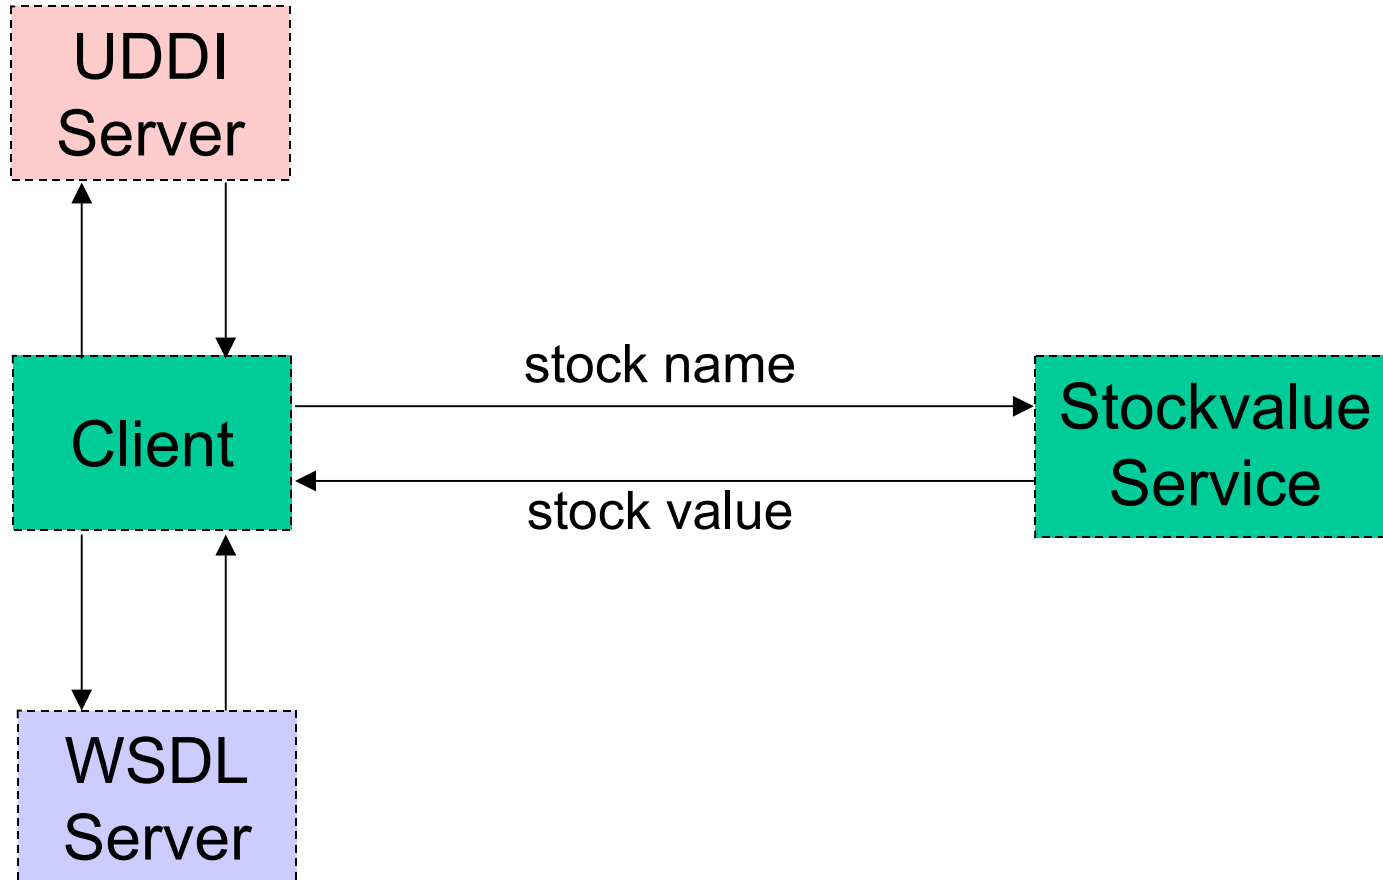 UDDI
Server
stock name
Client
Stockvalue
Service
stock value
WSDL
Server